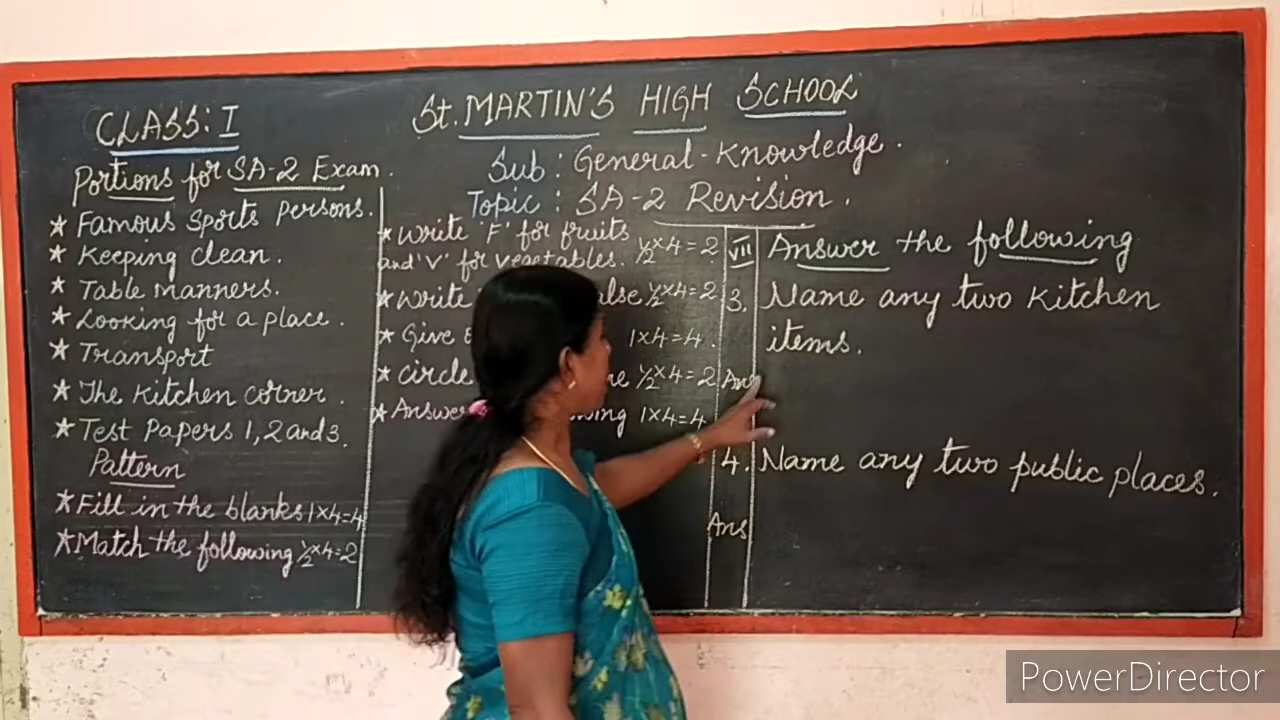 CLASS: I
St. MARTIN'S HIGH SCHOOL
Sub : General-Knowledge.
Topic : SA-2 Revision.
Portions for SA-2 Exam.
★ Famous Sports Persons.
★ Keeping clean.
★ Table manners.
★ Looking for a place.
★ Transport
★ The Kitchen corner.
★ Test Papers 1, 2 and 3.
Pattern
★ Fill in the blanks 1×4=4
★ Match the following ½×4=2
★ Write 'F' for fruits
and 'V' for vegetables. ½×4=2
★ Write ½×4=2
★ Give 1×4=4.
★ circle ½×4=2
★ Answer 1×4=4
VII Answer the following
3. Name any two kitchen
items.
Ans
4. Name any two public places.
Ans
PowerDirector